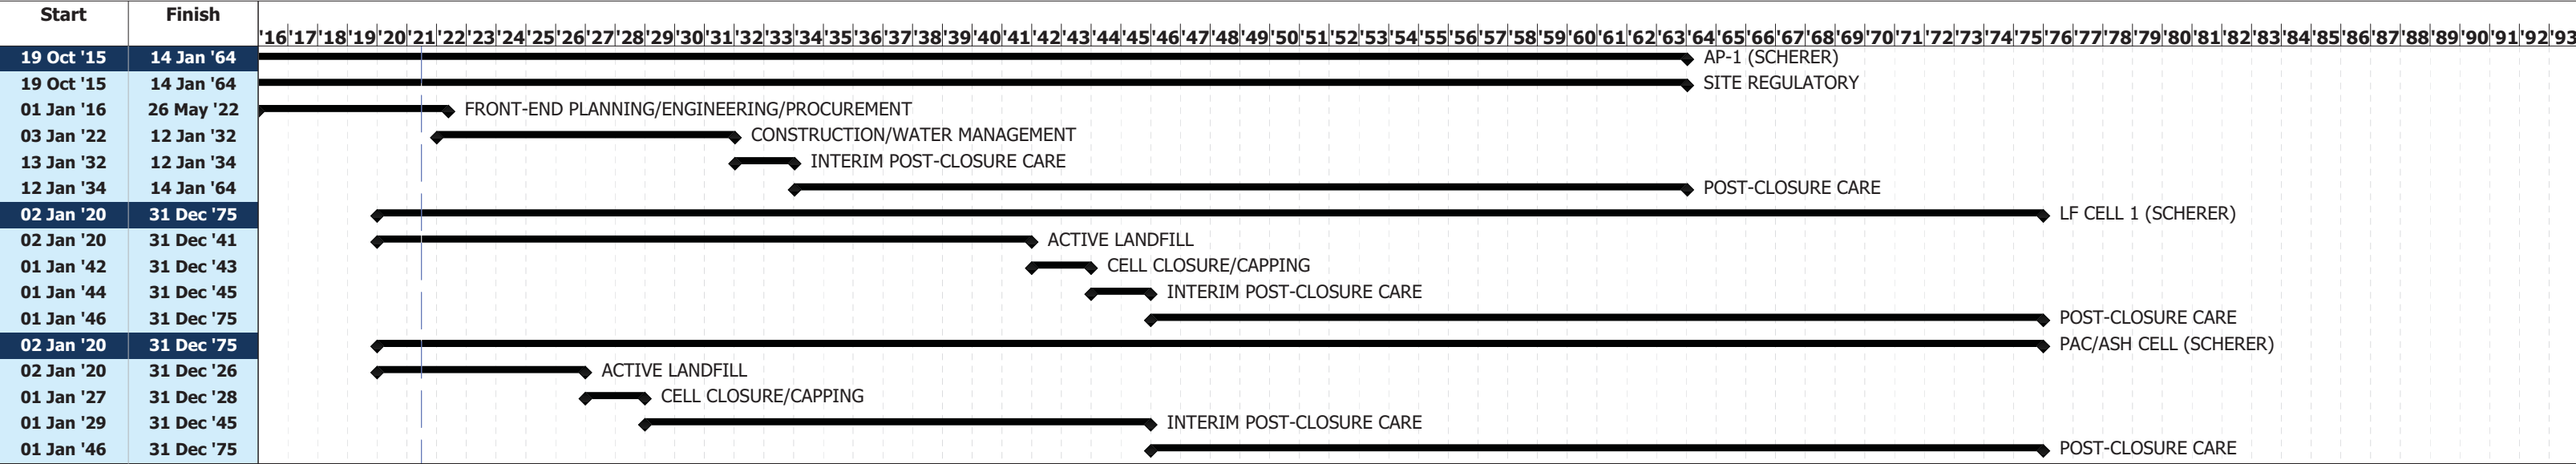 Start Finish
'16 '17 '18 '19 '20 '21 '22 '23 '24 '25 '26 '27 '28 '29 '30 '31 '32 '33 '34 '35 '36 '37 '38 '39 '40 '41 '42 '43 '44 '45 '46 '47 '48 '49 '50 '51 '52 '53 '54 '55 '56 '57 '58 '59 '60 '61 '62 '63 '64 '65 '66 '67 '68 '69 '70 '71 '72 '73 '74 '75 '76 '77 '78 '79 '80 '81 '82 '83 '84 '85 '86 '87 '88 '89 '90 '91 '92 '93
19 Oct '15 14 Jan '64 AP-1 (SCHERER)
19 Oct '15 14 Jan '64 SITE REGULATORY
01 Jan '16 26 May '22 FRONT-END PLANNING/ENGINEERING/PROCUREMENT
03 Jan '22 12 Jan '32 CONSTRUCTION/WATER MANAGEMENT
13 Jan '32 12 Jan '34 INTERIM POST-CLOSURE CARE
12 Jan '34 14 Jan '64 POST-CLOSURE CARE
02 Jan '20 31 Dec '75 LF CELL 1 (SCHERER)
02 Jan '20 31 Dec '41 ACTIVE LANDFILL
01 Jan '42 31 Dec '43 CELL CLOSURE/CAPPING
01 Jan '44 31 Dec '45 INTERIM POST-CLOSURE CARE
01 Jan '46 31 Dec '75 POST-CLOSURE CARE
02 Jan '20 31 Dec '75 PAC/ASH CELL (SCHERER)
02 Jan '20 31 Dec '26 ACTIVE LANDFILL
01 Jan '27 31 Dec '28 CELL CLOSURE/CAPPING
01 Jan '29 31 Dec '45 INTERIM POST-CLOSURE CARE
01 Jan '46 31 Dec '75 POST-CLOSURE CARE